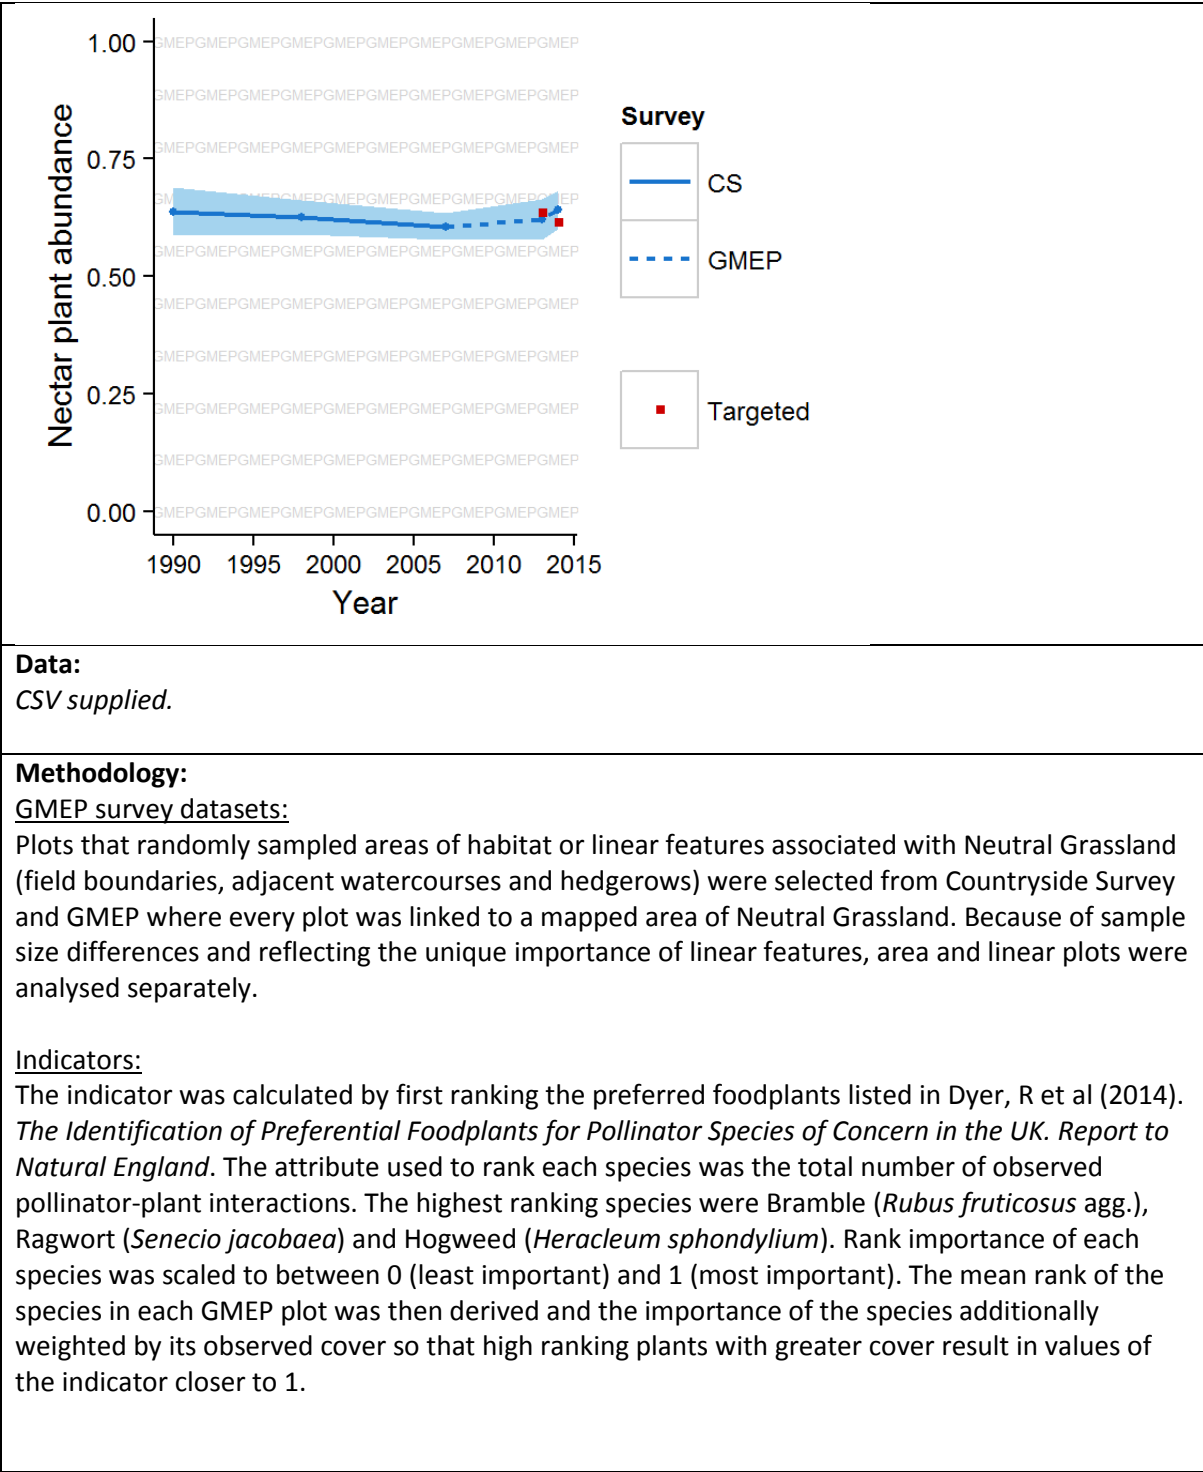 1.00
0.75
0.50
0.25
0.00
Nectar plant abundance
GMEPGMEPGMEPGMEPGMEPGMEPGMEPGMEPGMEPGMEPGMEPGMEP
GMEPGMEPGMEPGMEPGMEPGMEPGMEPGMEPGMEPGMEPGMEPGMEP
GMEPGMEPGMEPGMEPGMEPGMEPGMEPGMEPGMEPGMEPGMEPGMEP
GMEPGMEPGMEPGMEPGMEPGMEPGMEPGMEPGMEPGMEPGMEPGMEP
GMEPGMEPGMEPGMEPGMEPGMEPGMEPGMEPGMEPGMEPGMEPGMEP
GMEPGMEPGMEPGMEPGMEPGMEPGMEPGMEPGMEPGMEPGMEPGMEP
GMEPGMEPGMEPGMEPGMEPGMEPGMEPGMEPGMEPGMEPGMEPGMEP
GMEPGMEPGMEPGMEPGMEPGMEPGMEPGMEPGMEPGMEPGMEPGMEP
GMEPGMEPGMEPGMEPGMEPGMEPGMEPGMEPGMEPGMEPGMEPGMEP
1990 1995 2000 2005 2010 2015
Year
Survey
CS
GMEP
Targeted
Data:
CSV supplied.
Methodology:
GMEP survey datasets:
Plots that randomly sampled areas of habitat or linear features associated with Neutral Grassland
(field boundaries, adjacent watercourses and hedgerows) were selected from Countryside Survey
and GMEP where every plot was linked to a mapped area of Neutral Grassland. Because of sample
size differences and reflecting the unique importance of linear features, area and linear plots were
analysed separately.
Indicators:
The indicator was calculated by first ranking the preferred foodplants listed in Dyer, R et al (2014).
The Identification of Preferential Foodplants for Pollinator Species of Concern in the UK. Report to
Natural England. The attribute used to rank each species was the total number of observed
pollinator-plant interactions. The highest ranking species were Bramble (Rubus fruticosus agg.),
Ragwort (Senecio jacobaea) and Hogweed (Heracleum sphondylium). Rank importance of each
species was scaled to between 0 (least important) and 1 (most important). The mean rank of the
species in each GMEP plot was then derived and the importance of the species additionally
weighted by its observed cover so that high ranking plants with greater cover result in values of
the indicator closer to 1.